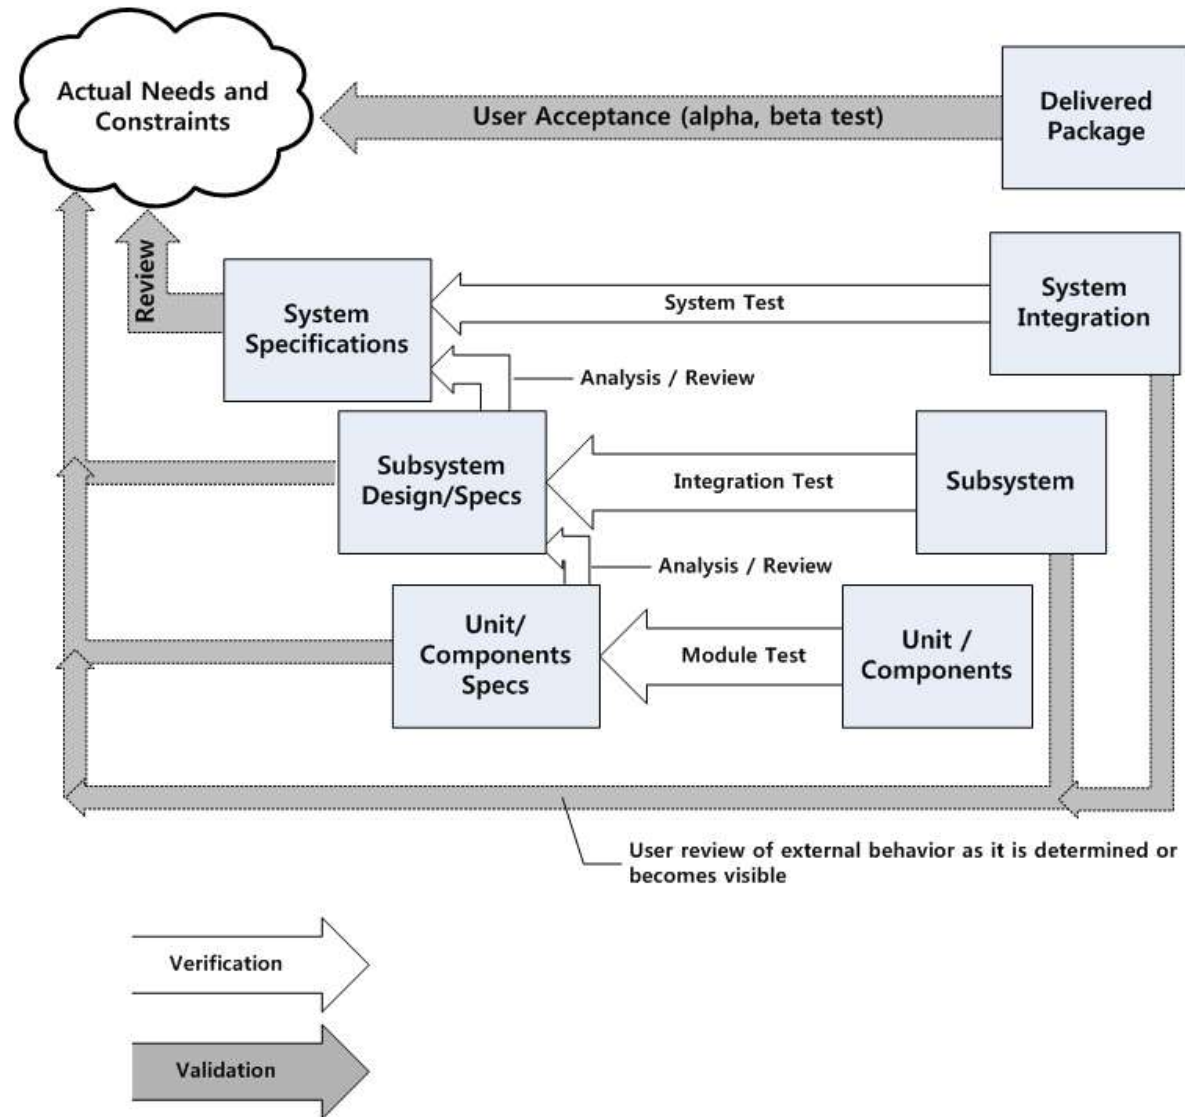 Actual Needs and
Constraints
User Acceptance (alpha, beta test)
Delivered
Package
Review
System
Specifications
System Test
System
Integration
Analysis / Review
Subsystem
Design/Specs
Integration Test
Subsystem
Analysis / Review
Unit/
Components
Specs
Module Test
Unit /
Components
User review of external behavior as it is determined or
becomes visible
Verification
Validation